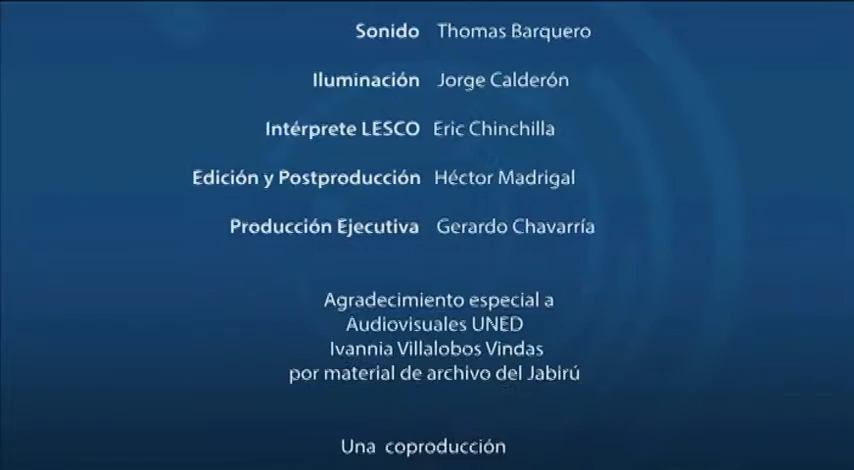 Sonido Thomas Barquero
Iluminación Jorge Calderón
Intérprete LESCO Eric Chinchilla
Edición y Postproducción Héctor Madrigal
Producción Ejecutiva Gerardo Chavarría
Agradecimiento especial a
Audiovisuales UNED
Ivannia Villalobos Vindas
por material de archivo del Jabirú
Una coproducción